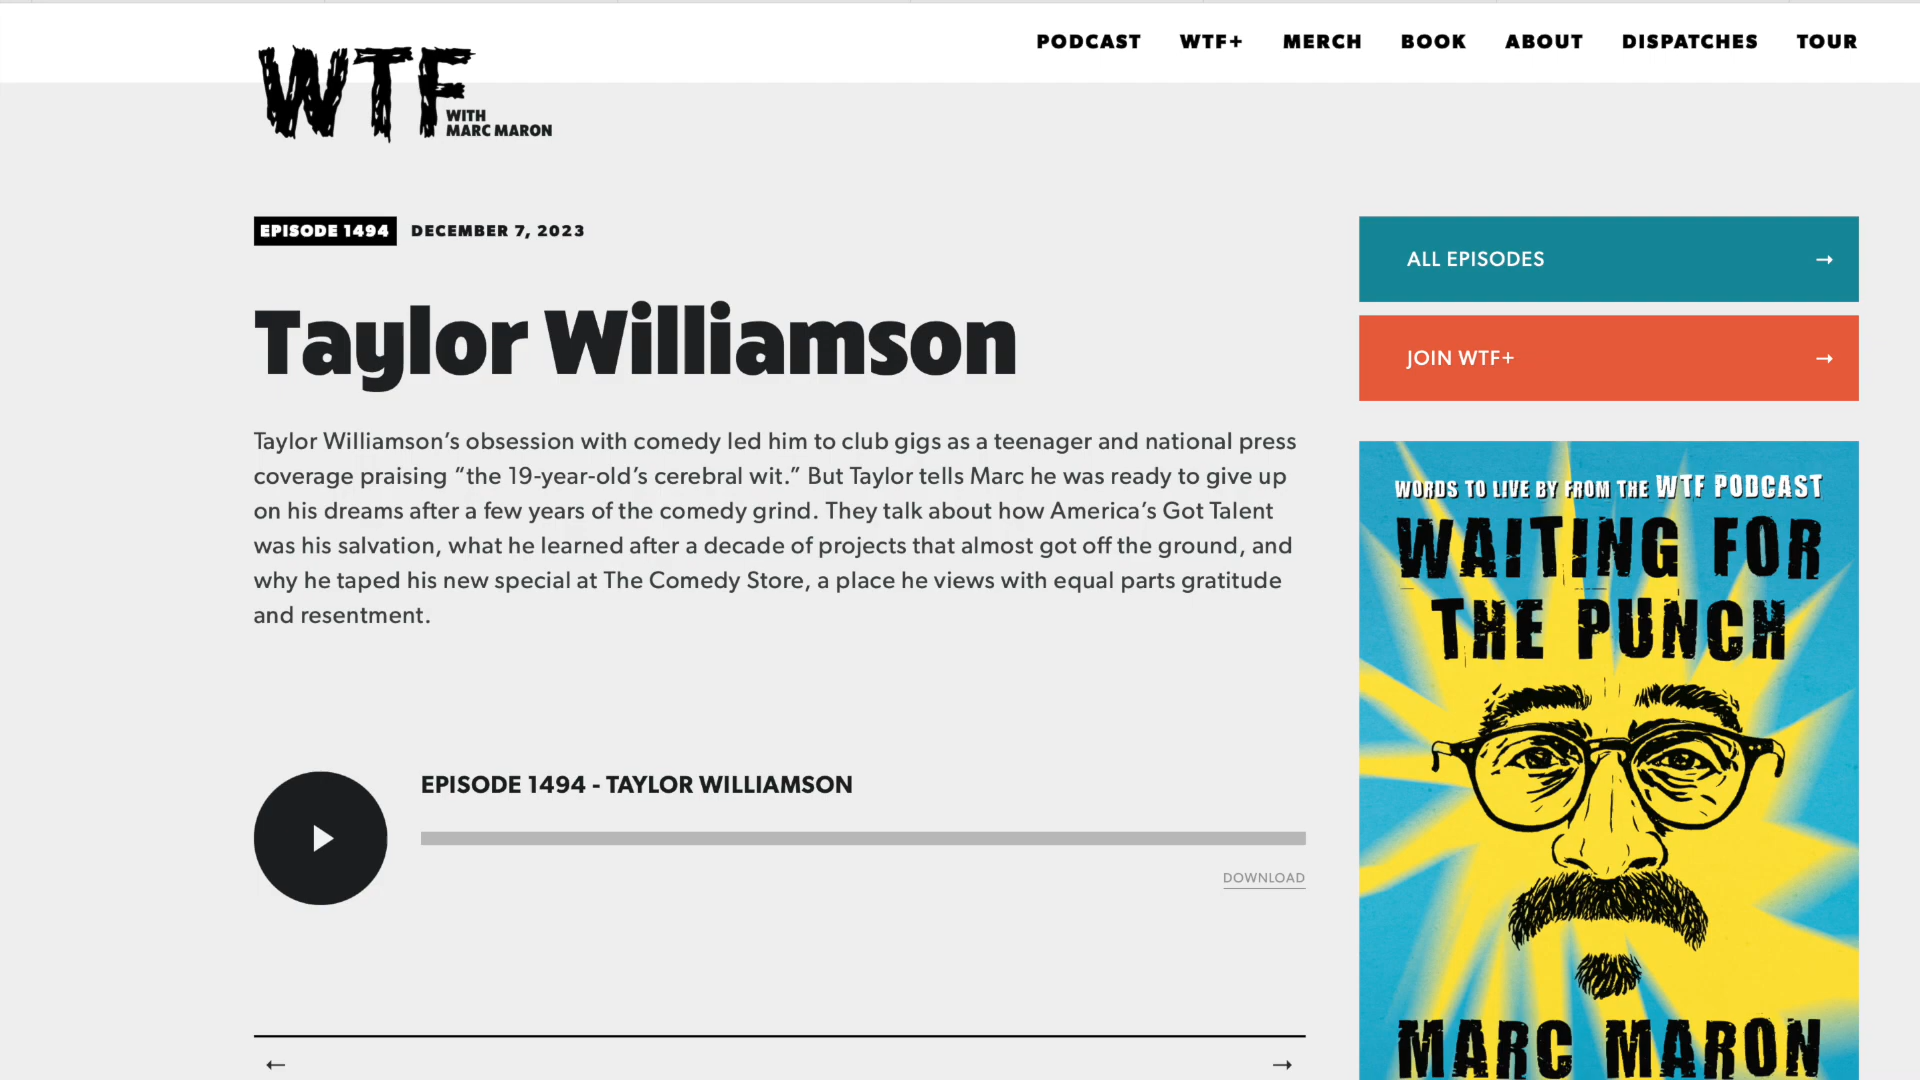 PODCAST WTF+ MERCH BOOK ABOUT DISPATCHES TOUR
WTF
WITH
MARC MARON
EPISODE 1494 DECEMBER 7, 2023
Taylor Williamson
Taylor Williamson’s obsession with comedy led him to club gigs as a teenager and national press
coverage praising “the 19-year-old’s cerebral wit.” But Taylor tells Marc he was ready to give up
on his dreams after a few years of the comedy grind. They talk about how America’s Got Talent
was his salvation, what he learned after a decade of projects that almost got off the ground, and
why he taped his new special at The Comedy Store, a place he views with equal parts gratitude
and resentment.
EPISODE 1494 - TAYLOR WILLIAMSON
DOWNLOAD
←
→
ALL EPISODES →
JOIN WTF+ →
WORDS TO LIVE BY FROM THE WTF PODCAST
WAITING FOR
THE PUNCH
MARC MARON